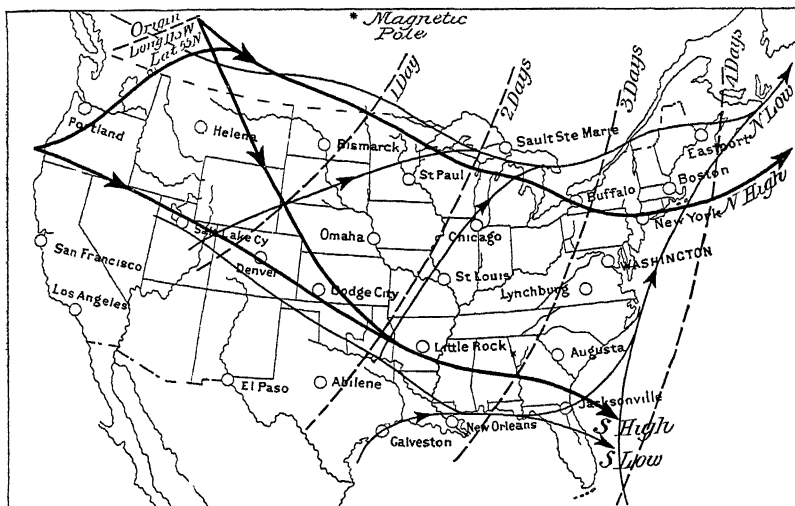 Origin
Long 110 W
Lat 55 N
* Magnetic
Pole
1 Day
2 Days
3 Days
4 Days
Portland
Helena
Bismarck
St Paul
Sault Ste Marie
Eastport
N Low
Boston
Buffalo
New York
N High
Salt Lake Cy
Omaha
Chicago
San Francisco
Denver
WASHINGTON
Los Angeles
Dodge City
St Louis
Lynchburg
Little Rock
Augusta
El Paso
Abilene
Jacksonville
Galveston
New Orleans
S High
S Low